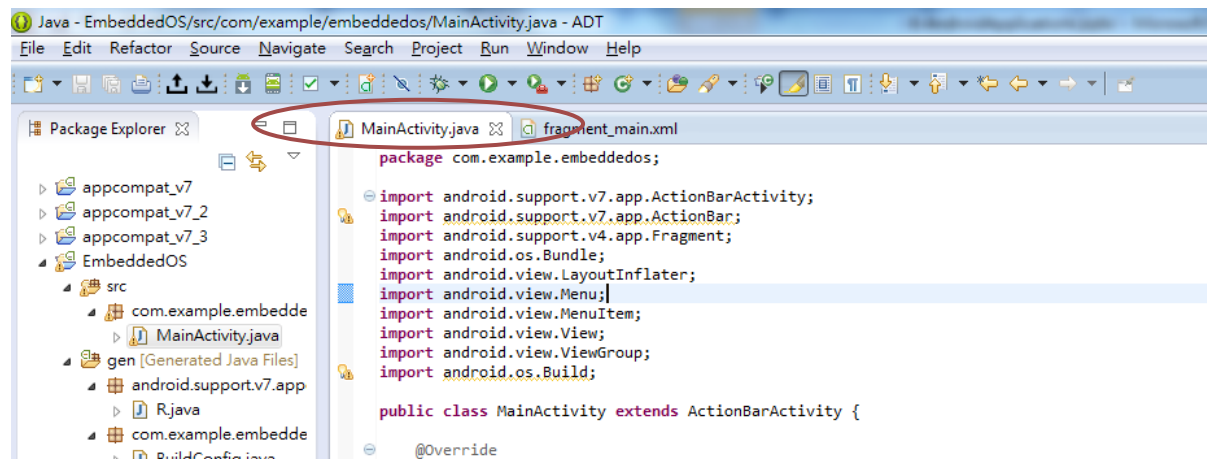 Java - EmbeddedOS/src/com/example/embeddedos/MainActivity.java - ADT
File Edit Refactor Source Navigate Search Project Run Window Help
Package Explorer
MainActivity.java fragment_main.xml
appcompat_v7
appcompat_v7_2
appcompat_v7_3
EmbeddedOS
src
com.example.embedde
MainActivity.java
gen [Generated Java Files]
android.support.v7.app
R.java
com.example.embedde
BuildConfig.java
package com.example.embeddedos;
import android.support.v7.app.ActionBarActivity;
import android.support.v7.app.ActionBar;
import android.support.v4.app.Fragment;
import android.os.Bundle;
import android.view.LayoutInflater;
import android.view.Menu;
import android.view.MenuItem;
import android.view.View;
import android.view.ViewGroup;
import android.os.Build;
public class MainActivity extends ActionBarActivity {
@Override